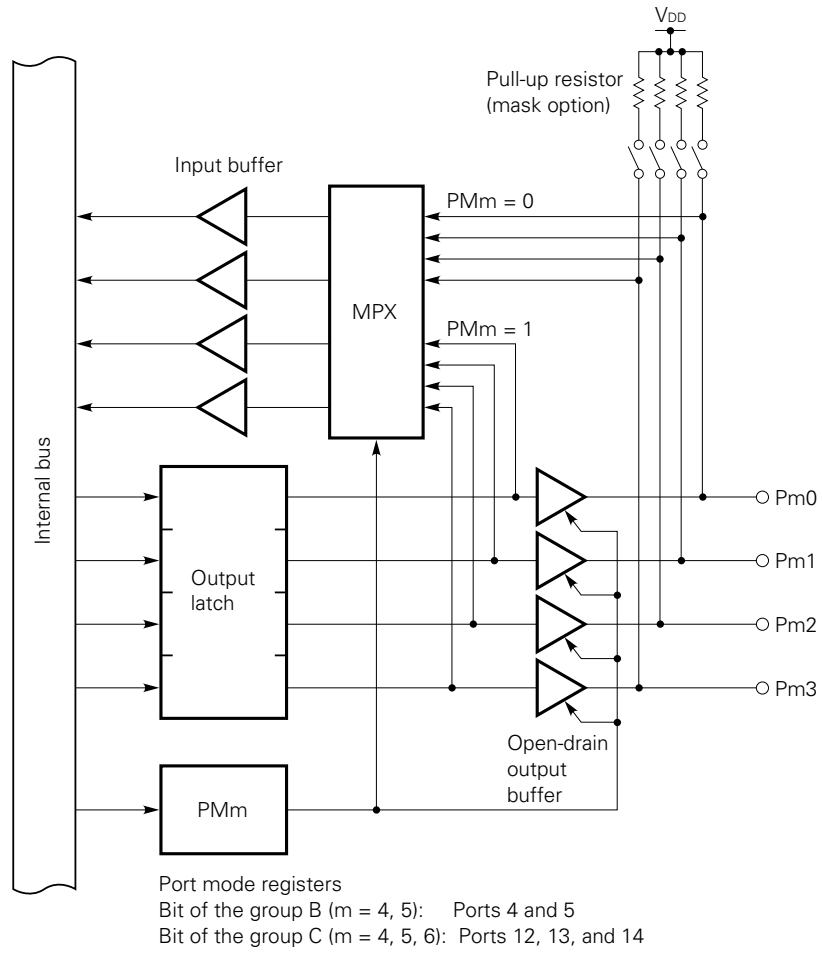 VDD
Pull-up resistor
(mask option)
Input buffer
PMm = 0
MPX
PMm = 1
Internal bus
Output
latch
Pm0
Pm1
Pm2
Pm3
Open-drain
output
buffer
PMm
Port mode registers
Bit of the group B (m = 4, 5): Ports 4 and 5
Bit of the group C (m = 4, 5, 6): Ports 12, 13, and 14